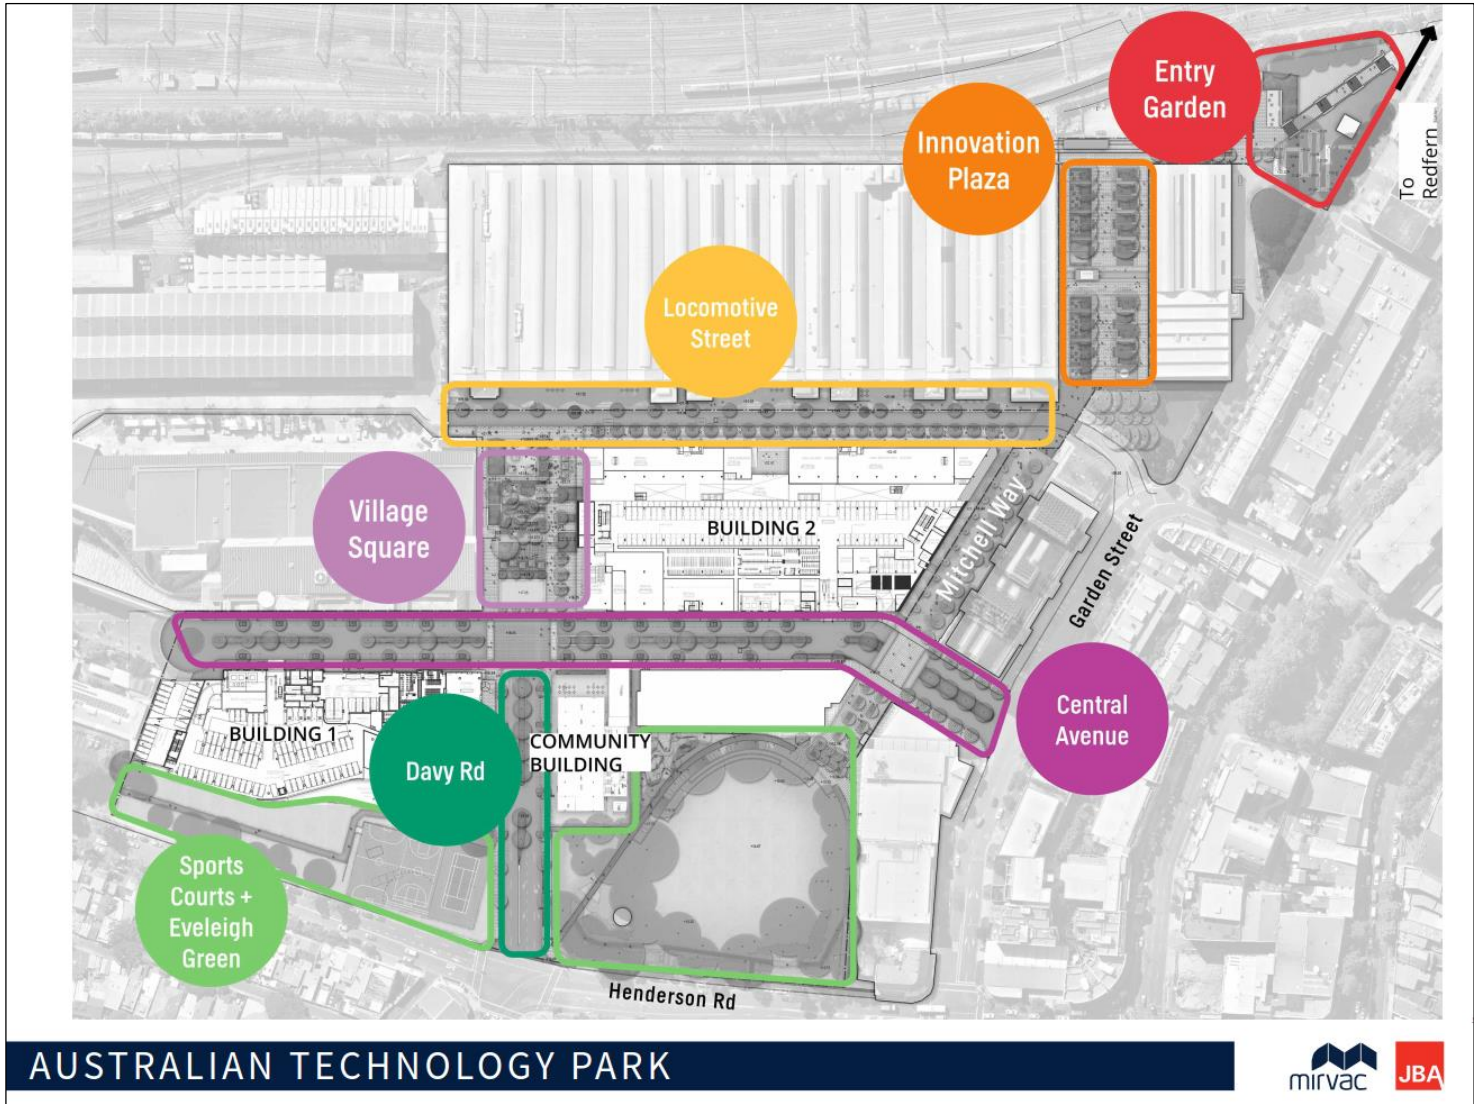 Entry
Garden
Innovation
Plaza
To
Redfern
Locomotive
Street
Village
Square
BUILDING 2
Mitchell Way
Garden Street
Central
Avenue
BUILDING 1
Davy Rd
COMMUNITY
BUILDING
Sports
Courts +
Eveleigh
Green
Henderson Rd
AUSTRALIAN TECHNOLOGY PARK
mirvac
JBA